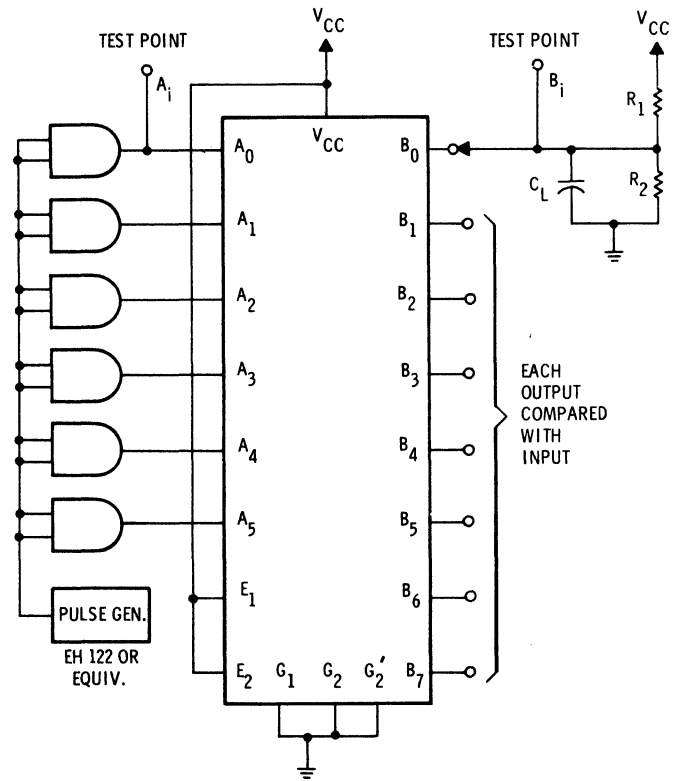 V_CC
TEST POINT
A_i
TEST POINT
B_i
V_CC
R_1
R_2
C_L
V_CC
A_0
A_1
A_2
A_3
A_4
A_5
E_1
E_2
G_1
G_2
G_2'
B_0
B_1
B_2
B_3
B_4
B_5
B_6
B_7
EACH
OUTPUT
COMPARED
WITH
INPUT
PULSE GEN.
EH 122 OR
EQUIV.